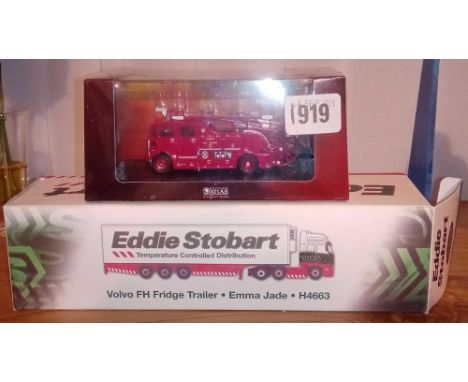 1919
ATLAS
Eddie Stobart
Temperature Controlled Distribution
Volvo FH Fridge Trailer • Emma Jade • H4663
Eddie
Stobart